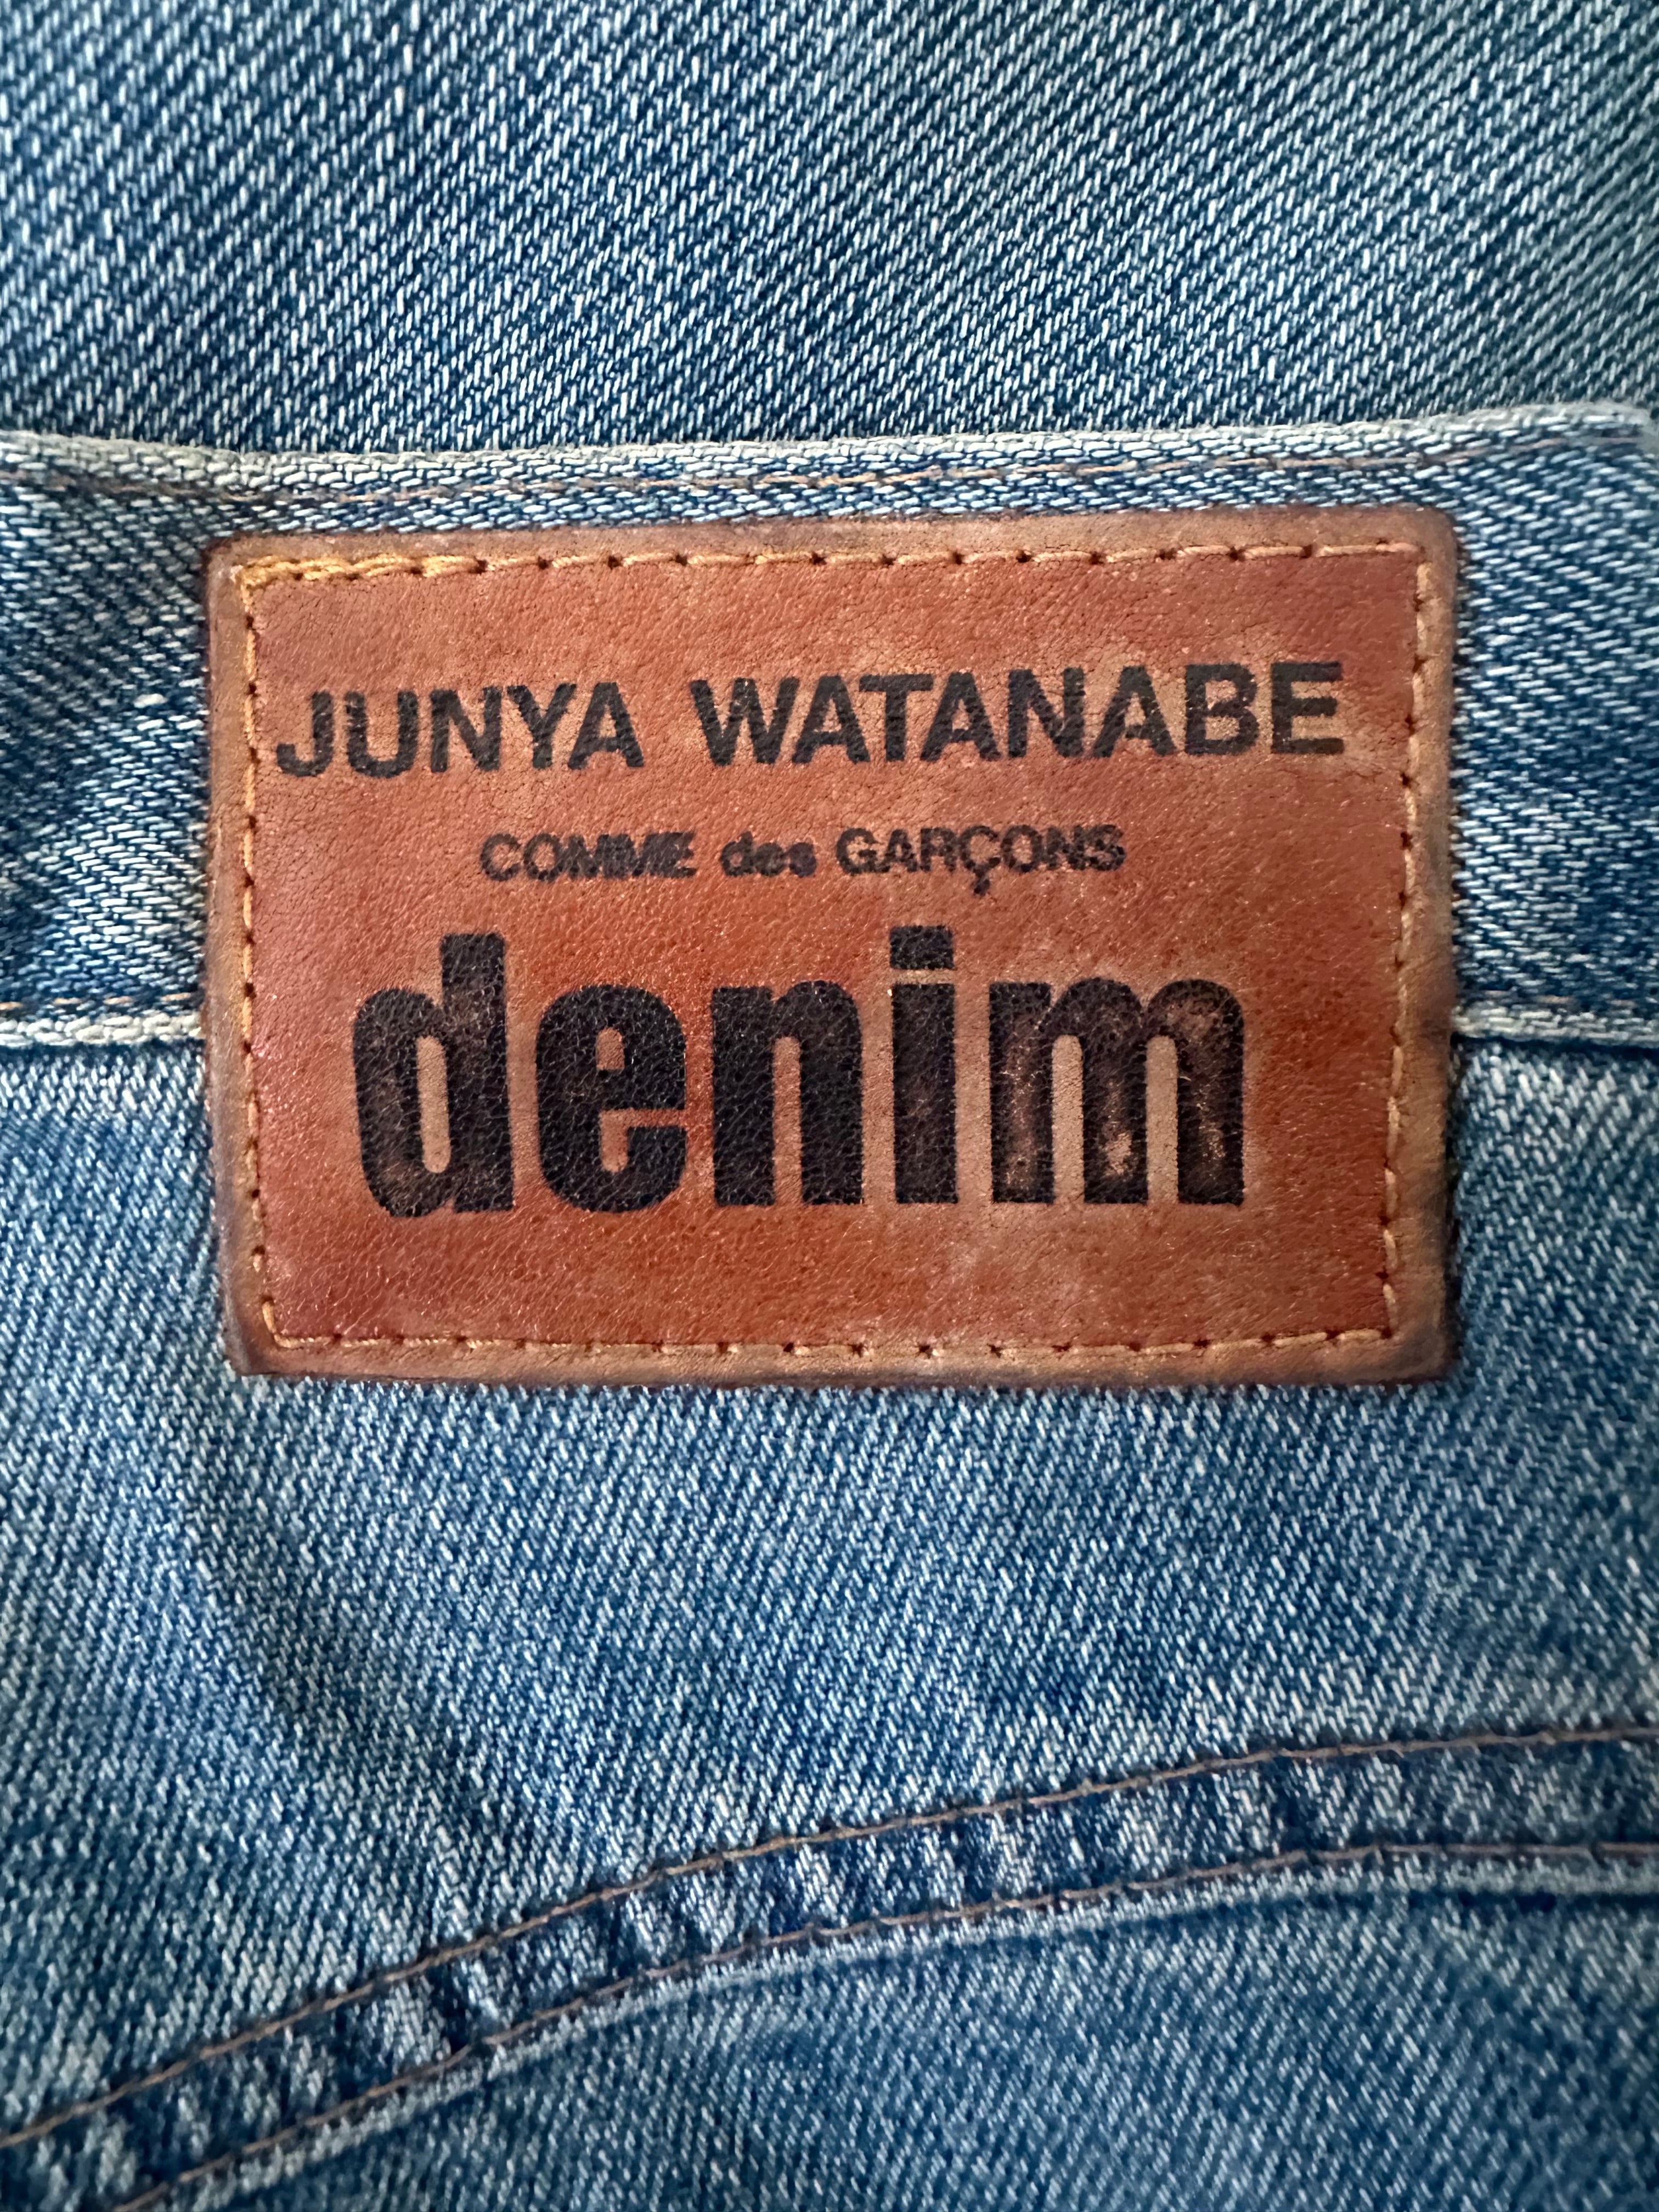 JUNYA WATANABE
COMME des GARÇONS
denim